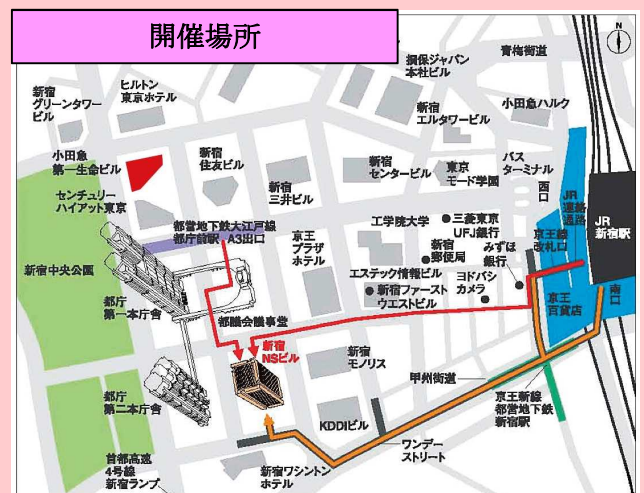 開催場所
N
青梅街道
損保ジャパン
本社ビル
ヒルトン
東京ホテル
新宿
グリーンタワー
ビル
新宿
エルタワービル
小田急ハルク
小田急
第一生命ビル
新宿
住友ビル
新宿
センタービル
東京
モード学園
バス
ターミナル
新宿
三井ビル
センチュリー
ハイアット東京
西口
JR
連絡
通路
JR
新宿駅
都営地下鉄大江戸線
都庁前駅 A3出口
工学院大学
三菱東京
UFJ銀行
京王線
改札口
京王
プラザ
ホテル
新宿
郵便局
みずほ
銀行
新宿中央公園
エステック情報ビル
ヨドバシ
カメラ
新宿ファースト
ウエストビル
京王
百貨店
南口
都庁
第一本庁舎
都議会議事堂
新宿
NSビル
新宿
モノリス
甲州街道
都庁
第二本庁舎
京王新線
都営地下鉄
新宿駅
KDDIビル
ワンデー
ストリート
首都高速
4号線
新宿ランプ
新宿ワシントン
ホテル